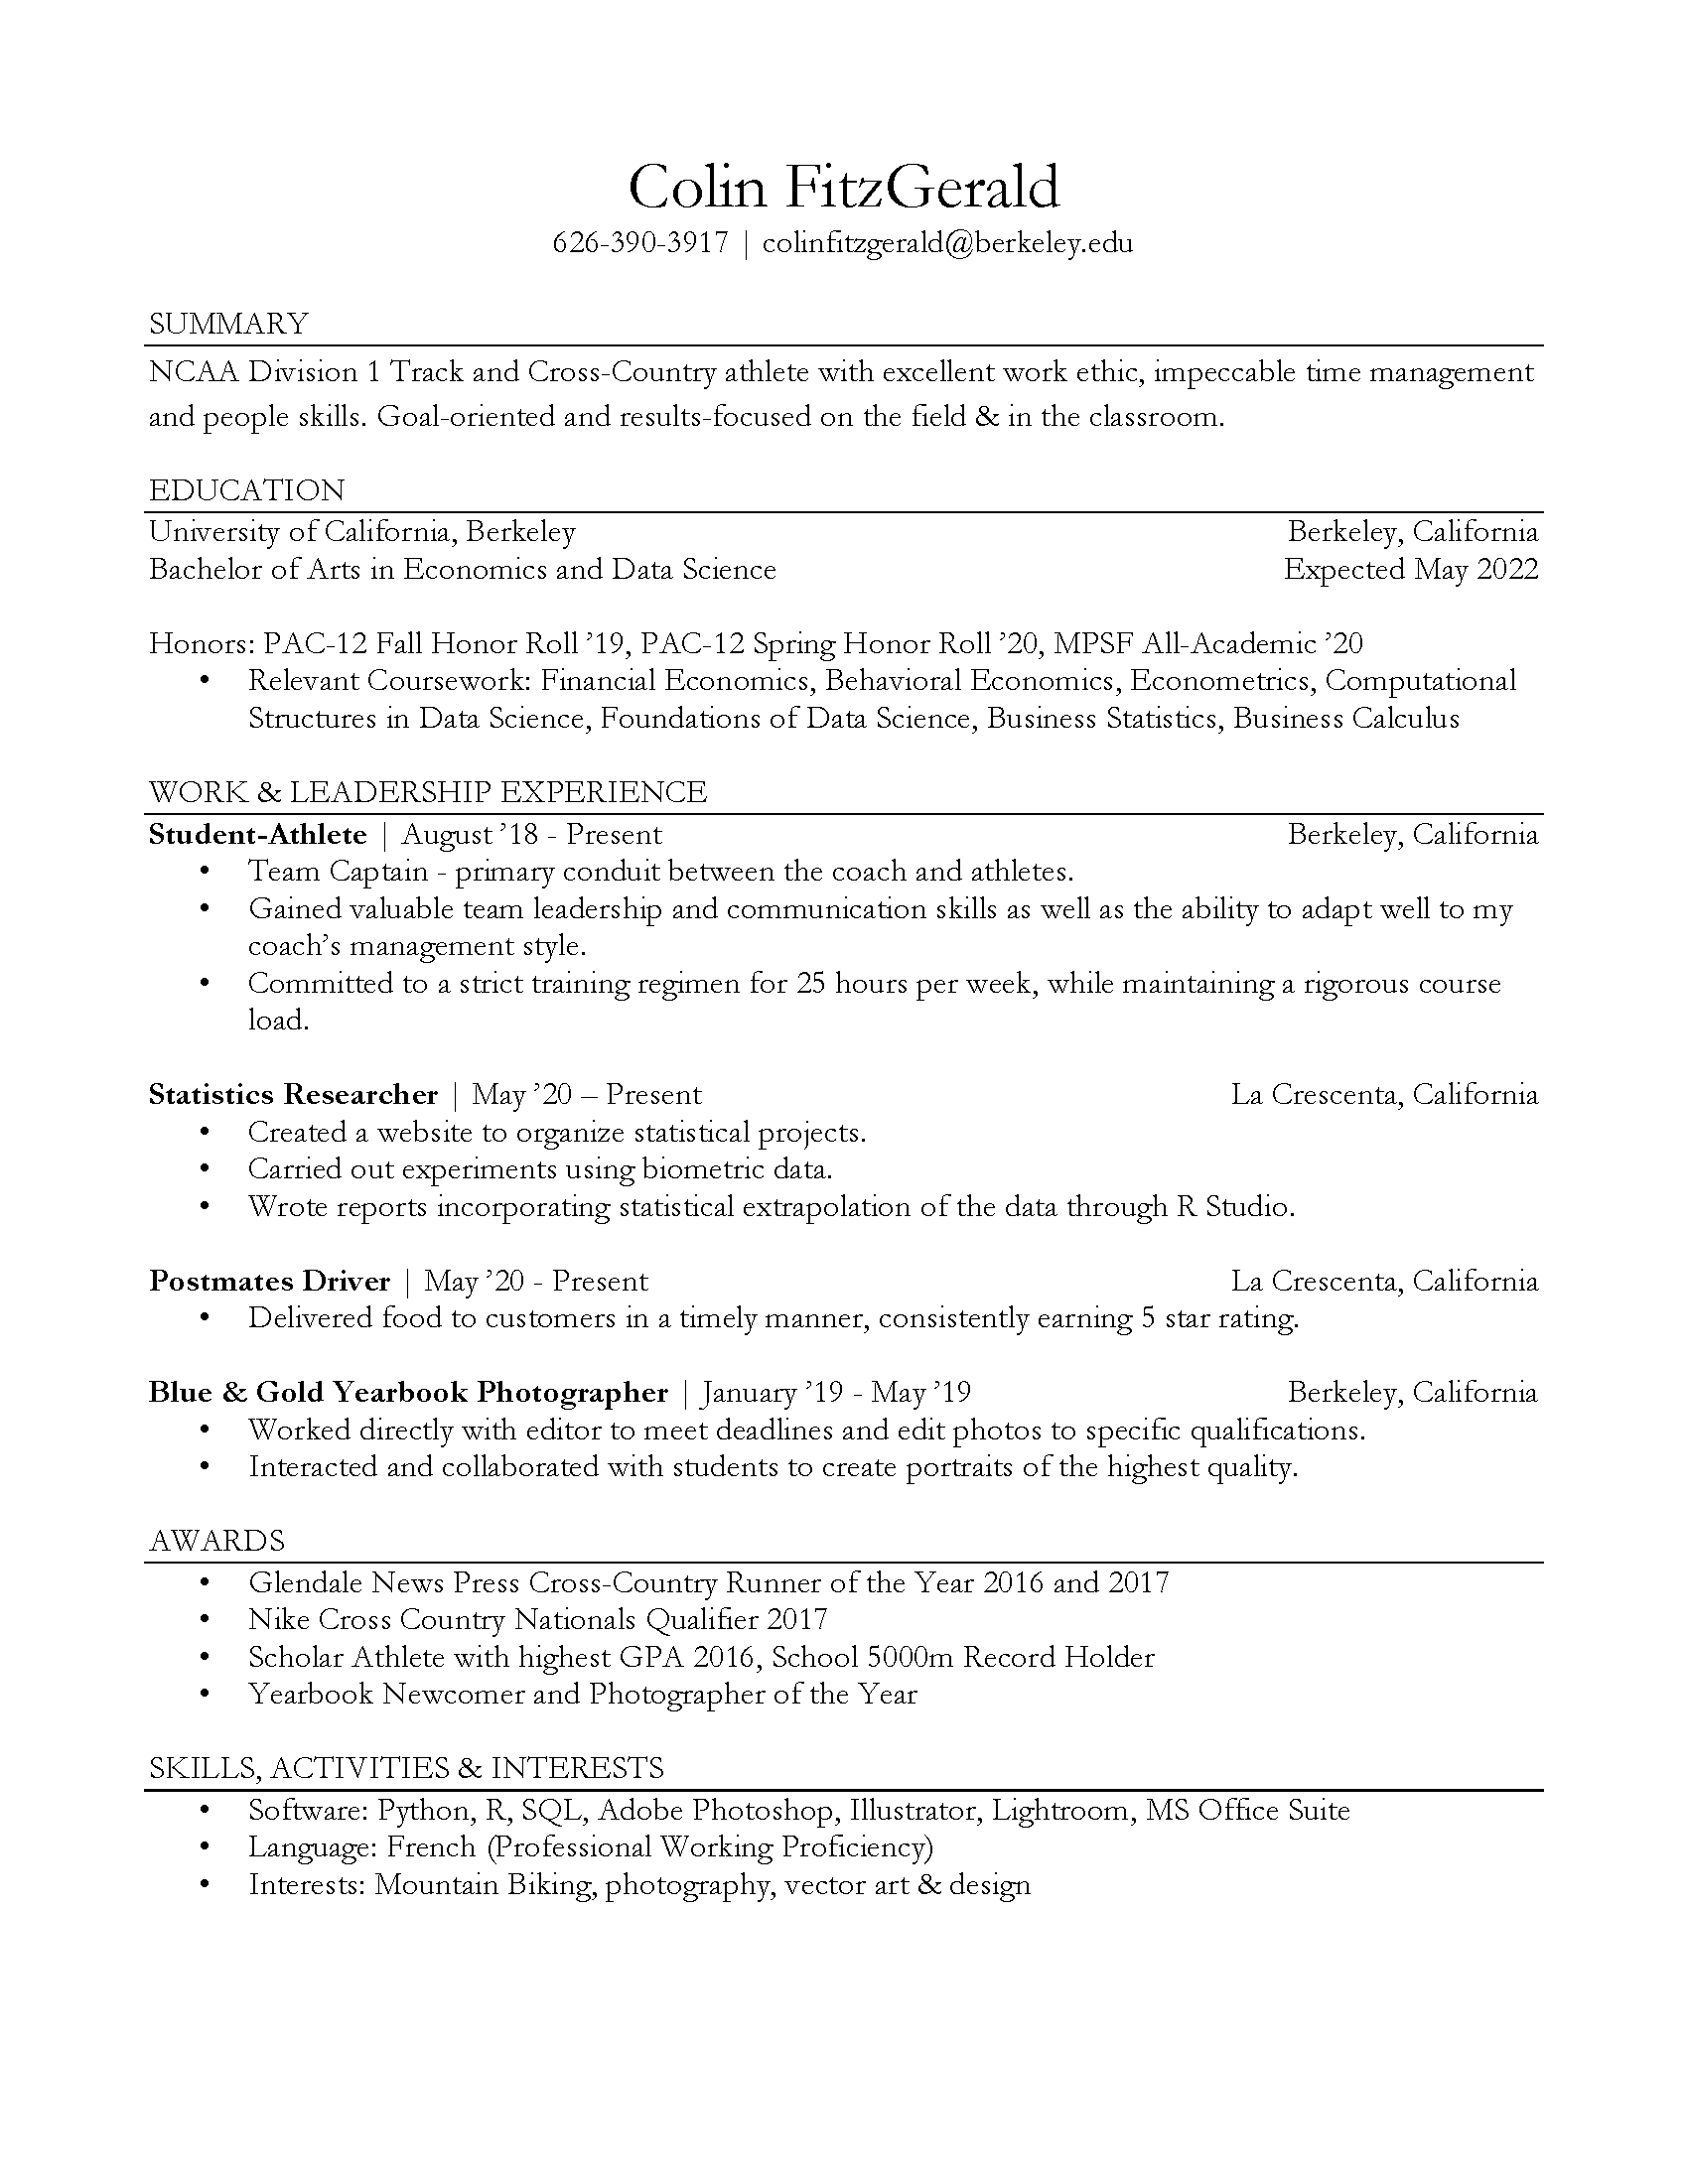 Colin FitzGerald
626-390-3917 | colinfitzgerald@berkeley.edu
SUMMARY
NCAA Division 1 Track and Cross-Country athlete with excellent work ethic, impeccable time management
and people skills. Goal-oriented and results-focused on the field & in the classroom.
EDUCATION
University of California, Berkeley Berkeley, California
Bachelor of Arts in Economics and Data Science Expected May 2022
Honors: PAC-12 Fall Honor Roll ’19, PAC-12 Spring Honor Roll ’20, MPSF All-Academic ’20
• Relevant Coursework: Financial Economics, Behavioral Economics, Econometrics, Computational
Structures in Data Science, Foundations of Data Science, Business Statistics, Business Calculus
WORK & LEADERSHIP EXPERIENCE
Student-Athlete | August ’18 - Present Berkeley, California
• Team Captain - primary conduit between the coach and athletes.
• Gained valuable team leadership and communication skills as well as the ability to adapt well to my
coach’s management style.
• Committed to a strict training regimen for 25 hours per week, while maintaining a rigorous course
load.
Statistics Researcher | May ’20 – Present La Crescenta, California
• Created a website to organize statistical projects.
• Carried out experiments using biometric data.
• Wrote reports incorporating statistical extrapolation of the data through R Studio.
Postmates Driver | May ’20 - Present La Crescenta, California
• Delivered food to customers in a timely manner, consistently earning 5 star rating.
Blue & Gold Yearbook Photographer | January ’19 - May ’19 Berkeley, California
• Worked directly with editor to meet deadlines and edit photos to specific qualifications.
• Interacted and collaborated with students to create portraits of the highest quality.
AWARDS
• Glendale News Press Cross-Country Runner of the Year 2016 and 2017
• Nike Cross Country Nationals Qualifier 2017
• Scholar Athlete with highest GPA 2016, School 5000m Record Holder
• Yearbook Newcomer and Photographer of the Year
SKILLS, ACTIVITIES & INTERESTS
• Software: Python, R, SQL, Adobe Photoshop, Illustrator, Lightroom, MS Office Suite
• Language: French (Professional Working Proficiency)
• Interests: Mountain Biking, photography, vector art & design